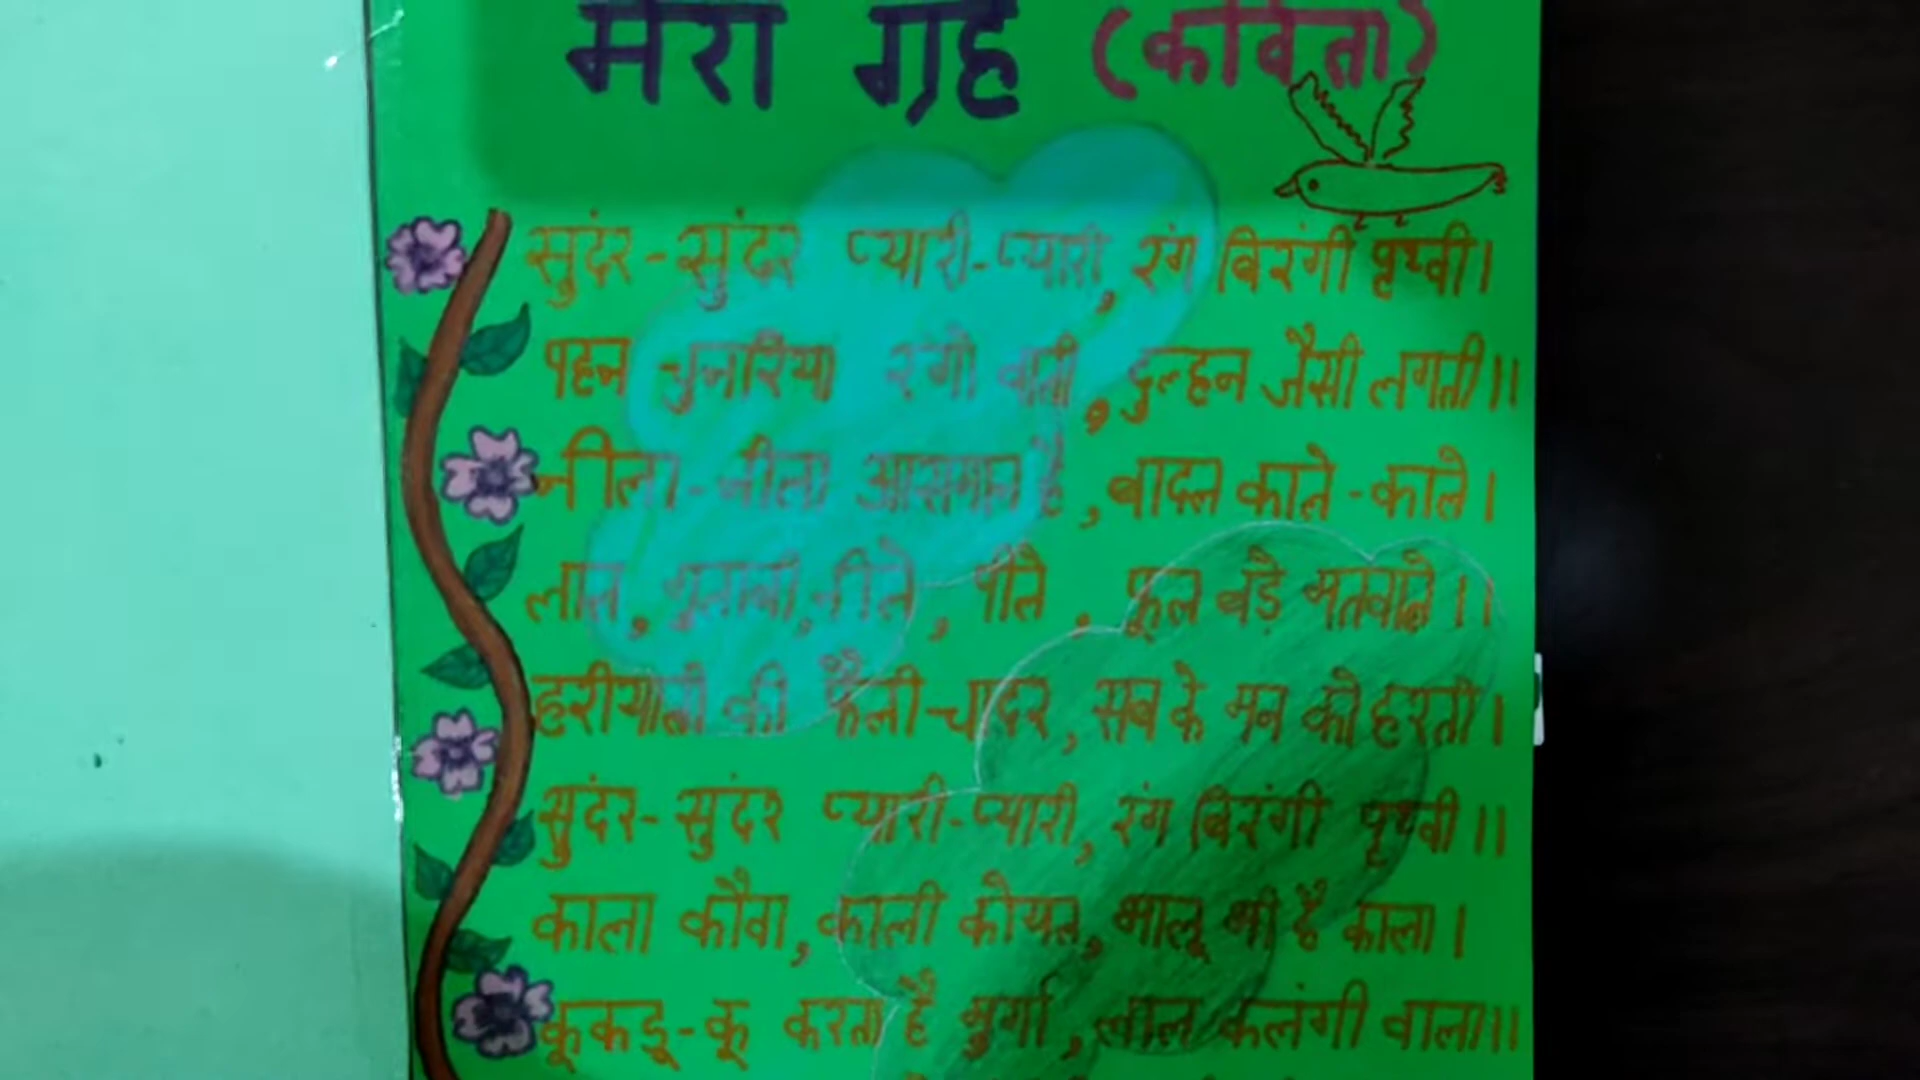 मेरा ग्रह (कविता)
सुंदर-सुंदर प्यारी-प्यारी, रंग बिरंगी पृथ्वी।
पहन चुनरिया रंगो वाली, दुल्हन जैसी लगती।।
नीला-नीला आसमान है, बादल काले-काले।
लाल, गुलाबी, नीले, पीले, फूल बड़े मतवाले।।
हरीयाली की फैली-चादर, सब के मन को हरती।
सुंदर-सुंदर प्यारी-प्यारी, रंग बिरंगी पृथ्वी।।
काला कौवा, काली कोयल, भालू भी है काला।
कूकडू-कू करता है मुर्गा, लाल कलंगी वाला।।